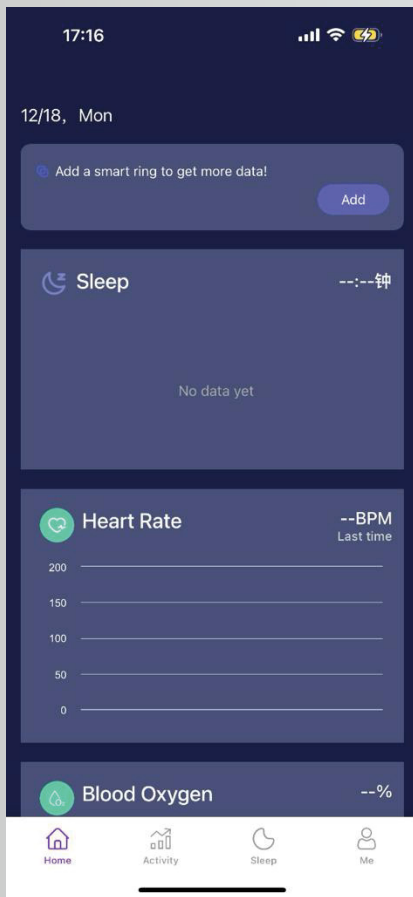 17:16
12/18, Mon
Add a smart ring to get more data!
Add
Sleep
--:--钟
No data yet
Heart Rate
--BPM
Last time
200
150
100
50
0
Blood Oxygen
--%
Home
Activity
Sleep
Me